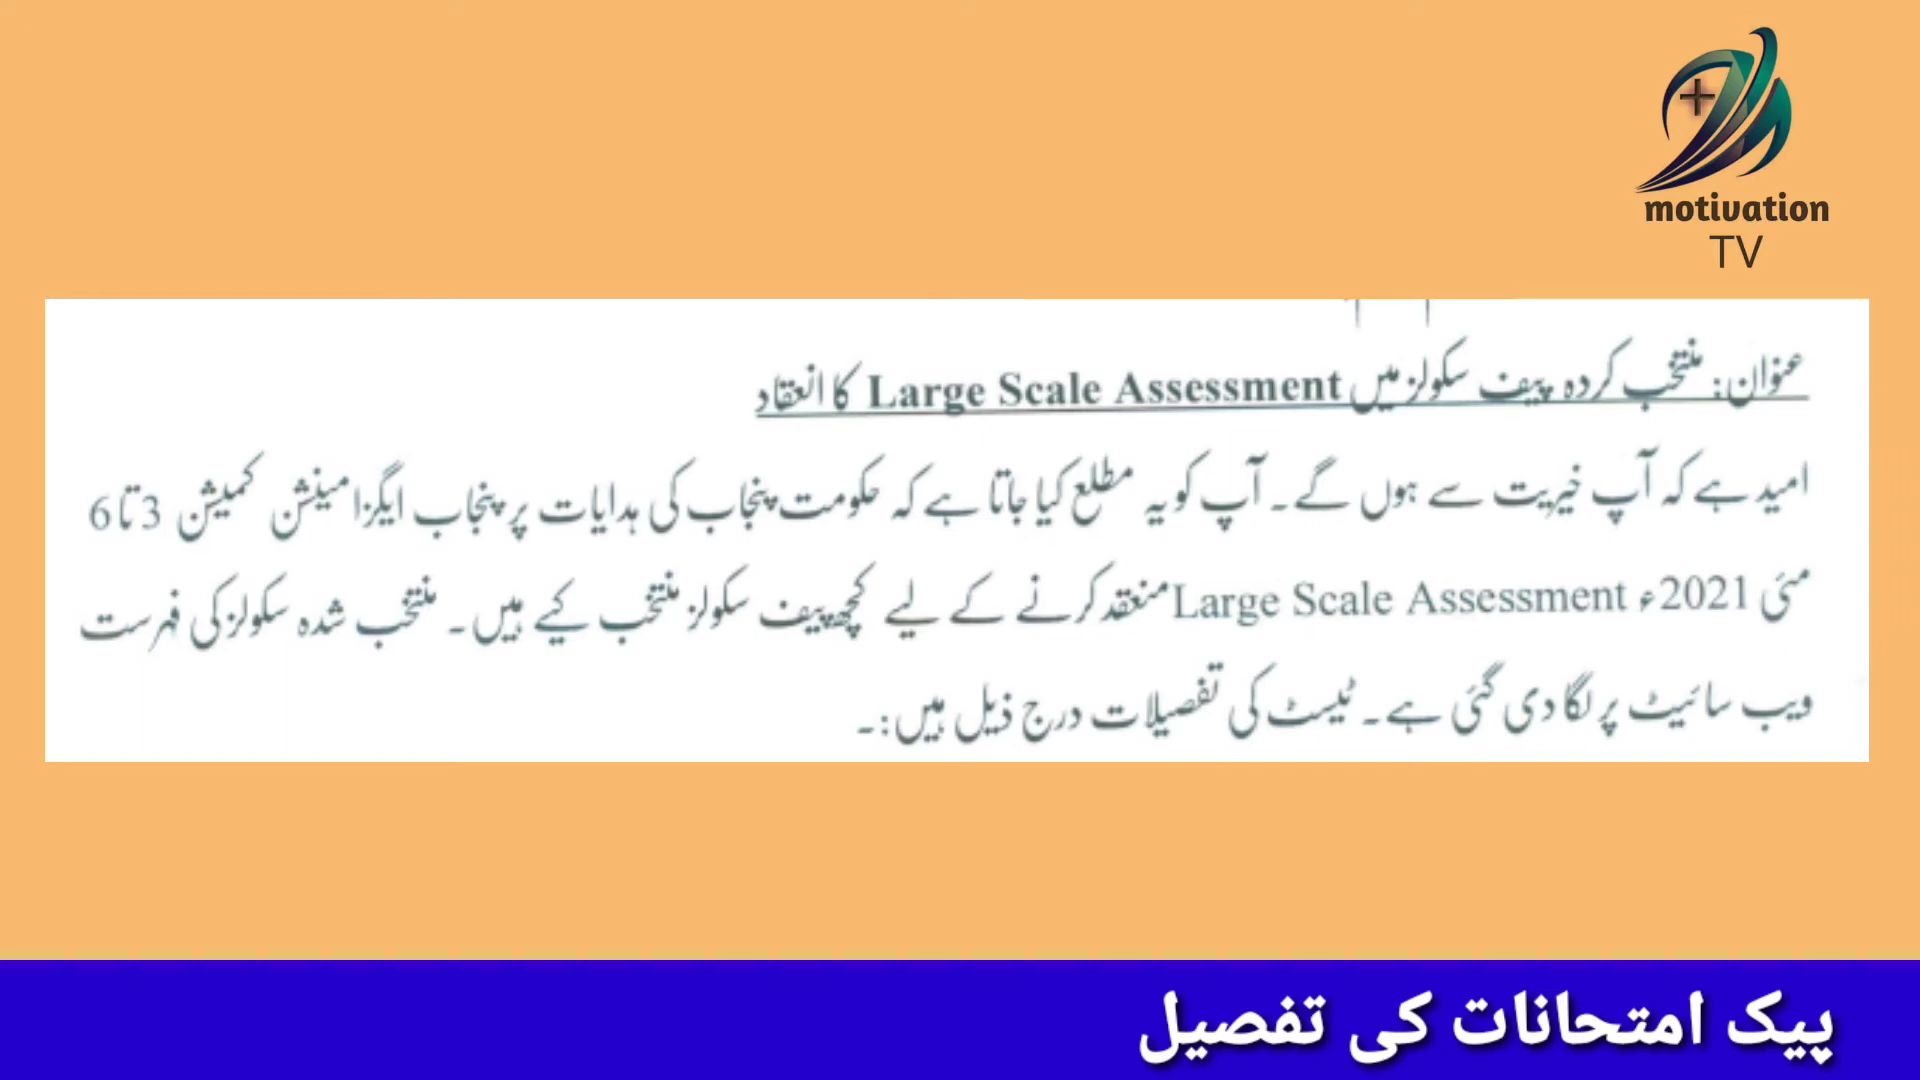 motivation
TV
عنوان: منتخب کردہ پیف سکولز میں Large Scale Assessment کا انعقاد
امید ہے کہ آپ خیریت سے ہوں گے۔ آپ کو یہ مطلع کیا جاتا ہے کہ حکومت پنجاب کی ہدایات پر پنجاب ایگزامینشن کمیشن 3 تا 6
مئی 2021ء Large Scale Assessment منعقد کرنے کے لیے کچھ پیف سکولز منتخب کیے ہیں۔ منتخب شدہ سکولز کی فہرست
ویب سائیٹ پر لگا دی گئی ہے۔ ٹیسٹ کی تفصیلات درج ذیل ہیں:۔
پیک امتحانات کی تفصیل